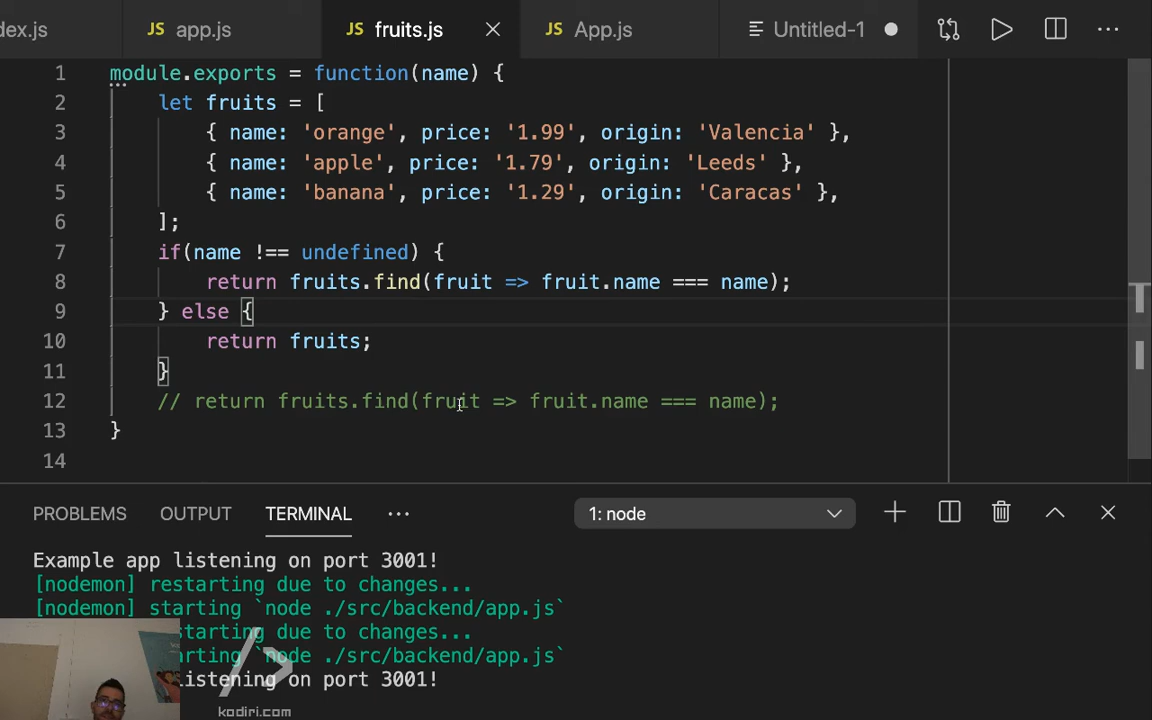 dex.js JS app.js JS fruits.js JS App.js Untitled-1
1 module.exports = function(name) {
2 let fruits = [
3 { name: 'orange', price: '1.99', origin: 'Valencia' },
4 { name: 'apple', price: '1.79', origin: 'Leeds' },
5 { name: 'banana', price: '1.29', origin: 'Caracas' },
6 ];
7 if(name !== undefined) {
8 return fruits.find(fruit => fruit.name === name);
9 } else {
10 return fruits;
11 }
12 // return fruits.find(fruit => fruit.name === name);
13 }
14
PROBLEMS OUTPUT TERMINAL ··· 1: node
Example app listening on port 3001!
[nodemon] restarting due to changes...
[nodemon] starting `node ./src/backend/app.js`
starting due to changes...
arting `node ./src/backend/app.js`
listening on port 3001!
</>
kodiri.com